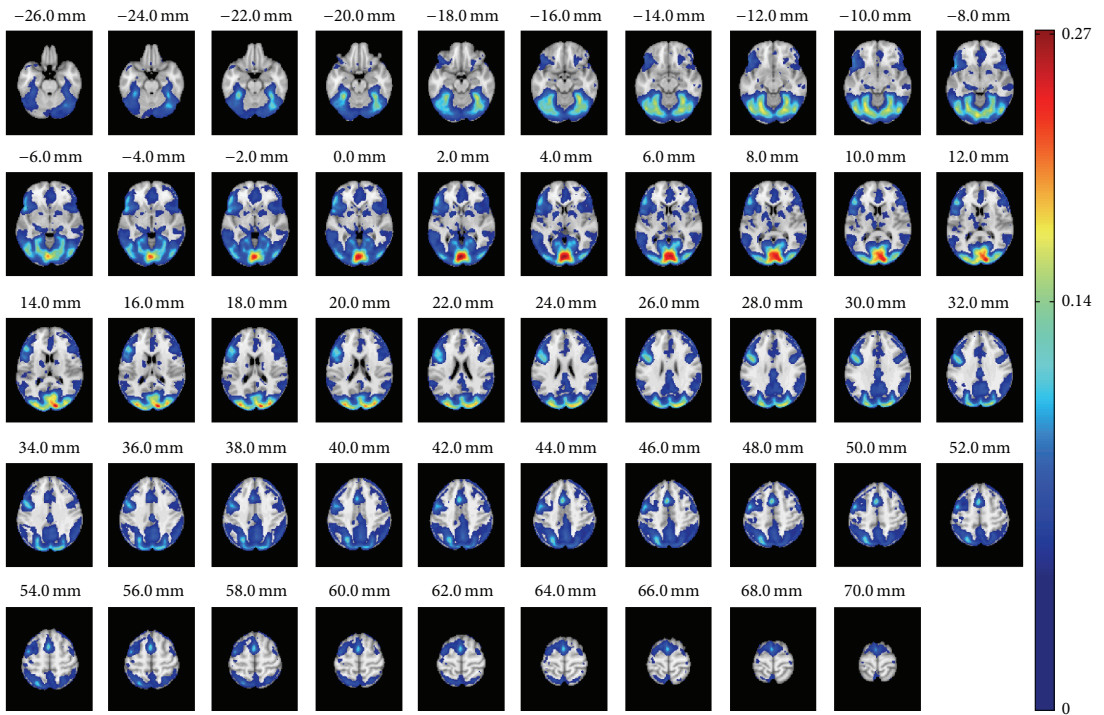 −26.0 mm −24.0 mm −22.0 mm −20.0 mm −18.0 mm −16.0 mm −14.0 mm −12.0 mm −10.0 mm −8.0 mm
0.27
−6.0 mm −4.0 mm −2.0 mm 0.0 mm 2.0 mm 4.0 mm 6.0 mm 8.0 mm 10.0 mm 12.0 mm
14.0 mm 16.0 mm 18.0 mm 20.0 mm 22.0 mm 24.0 mm 26.0 mm 28.0 mm 30.0 mm 32.0 mm
0.14
34.0 mm 36.0 mm 38.0 mm 40.0 mm 42.0 mm 44.0 mm 46.0 mm 48.0 mm 50.0 mm 52.0 mm
54.0 mm 56.0 mm 58.0 mm 60.0 mm 62.0 mm 64.0 mm 66.0 mm 68.0 mm 70.0 mm
0